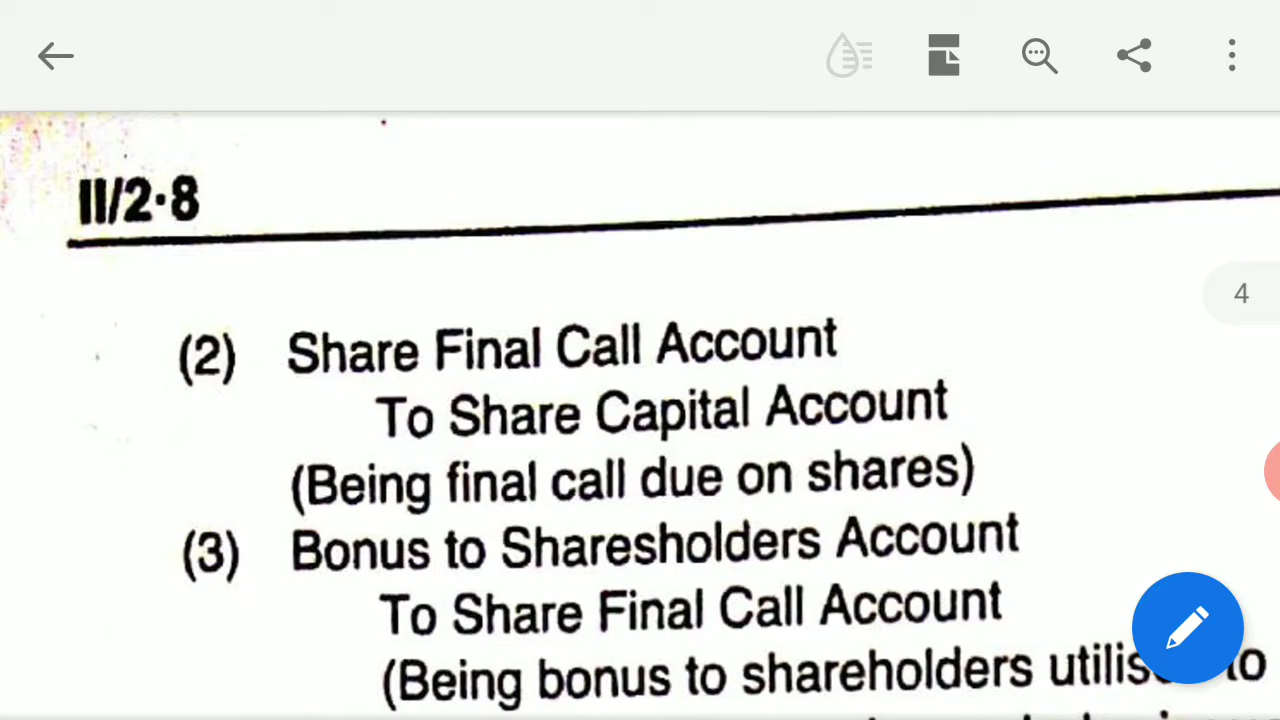 II/2·8
4
(2) Share Final Call Account
To Share Capital Account
(Being final call due on shares)
(3) Bonus to Sharesholders Account
To Share Final Call Account
(Being bonus to shareholders to